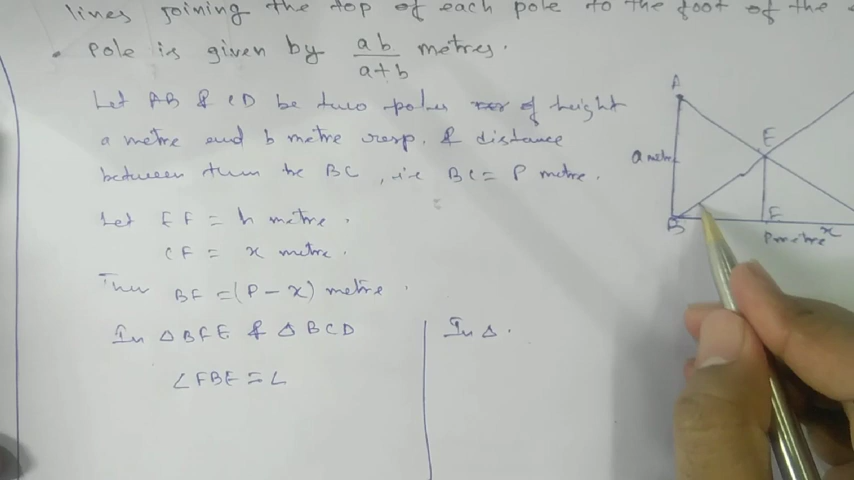 lines joining the top of each pole to the foot of the
pole is given by ab/a+b metres.
Let AB & CD be two poles of height
a metre and b metre resp. & distance
between turn be BC, i.e BC = P metre.
Let EF = h metre.
CF = x metre.
Then BF = (P - x) metre.
In △BFE & △BCD
∠FBE = ∠
In △.
A
E
a metre
B
F
P metre
x